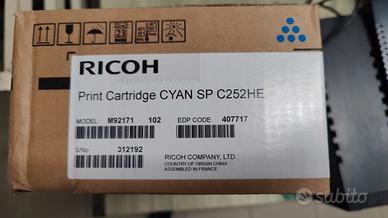 RICOH
Print Cartridge CYAN SP C252HE
MODEL M92171 102 EDP CODE 407717
S/No 312192
RICOH COMPANY, LTD.
COUNTRY OF ORIGIN CHINA
ASSEMBLED IN FRANCE
subito